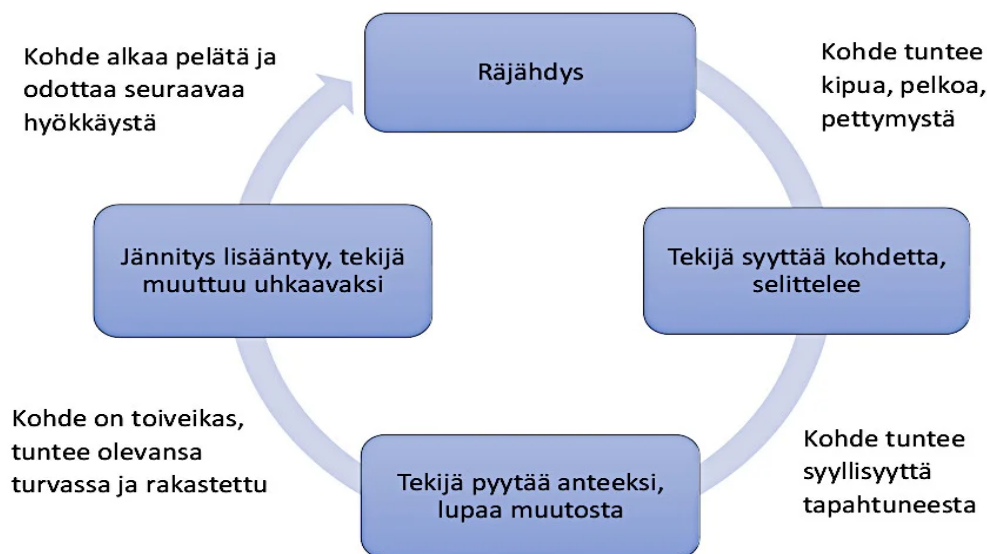 Räjähdys
Kohde tuntee
kipua, pelkoa,
pettymystä
Tekijä syyttää kohdetta,
selittelee
Kohde tuntee
syyllisyyttä
tapahtuneesta
Tekijä pyytää anteeksi,
lupaa muutosta
Kohde on toiveikas,
tuntee olevansa
turvassa ja rakastettu
Jännitys lisääntyy, tekijä
muuttuu uhkaavaksi
Kohde alkaa pelätä ja
odottaa seuraavaa
hyökkäystä